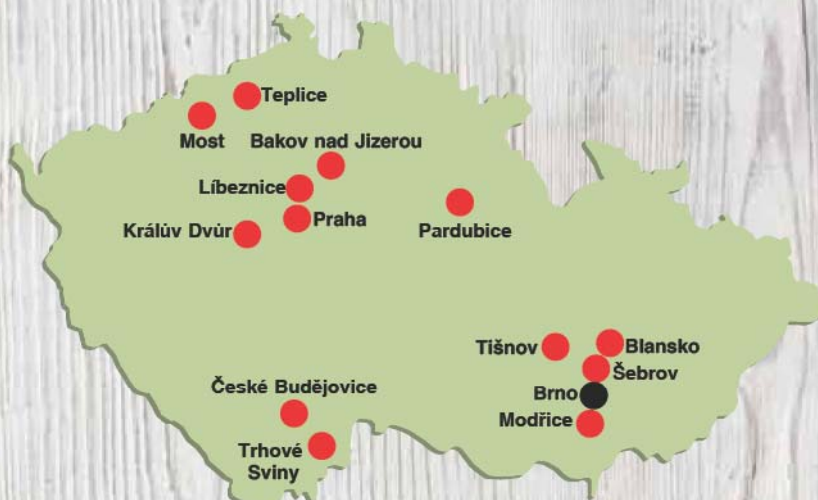 Teplice
Most
Bakov nad Jizerou
Líbeznice
Praha
Králův Dvůr
Pardubice
Tišnov
Blansko
Šebrov
Brno
Modřice
České Budějovice
Trhové
Sviny